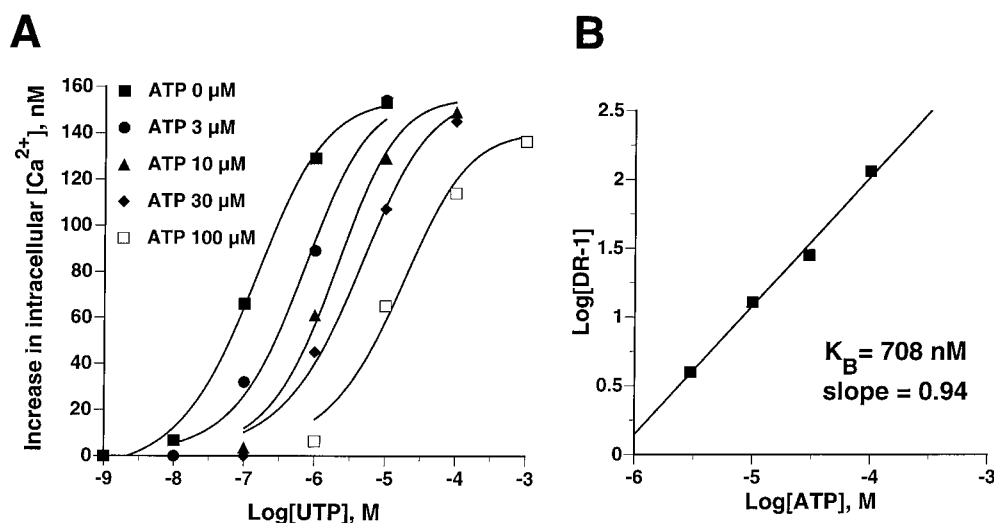 A
Increase in intracellular [Ca2+], nM
160
140
120
100
80
60
40
20
0
ATP 0 μM
ATP 3 μM
ATP 10 μM
ATP 30 μM
ATP 100 μM
-9
-8
-7
-6
-5
-4
-3
Log[UTP], M
B
Log[DR-1]
2.5
2
1.5
1
0.5
0
KB= 708 nM
slope = 0.94
-6
-5
-4
-3
Log[ATP], M